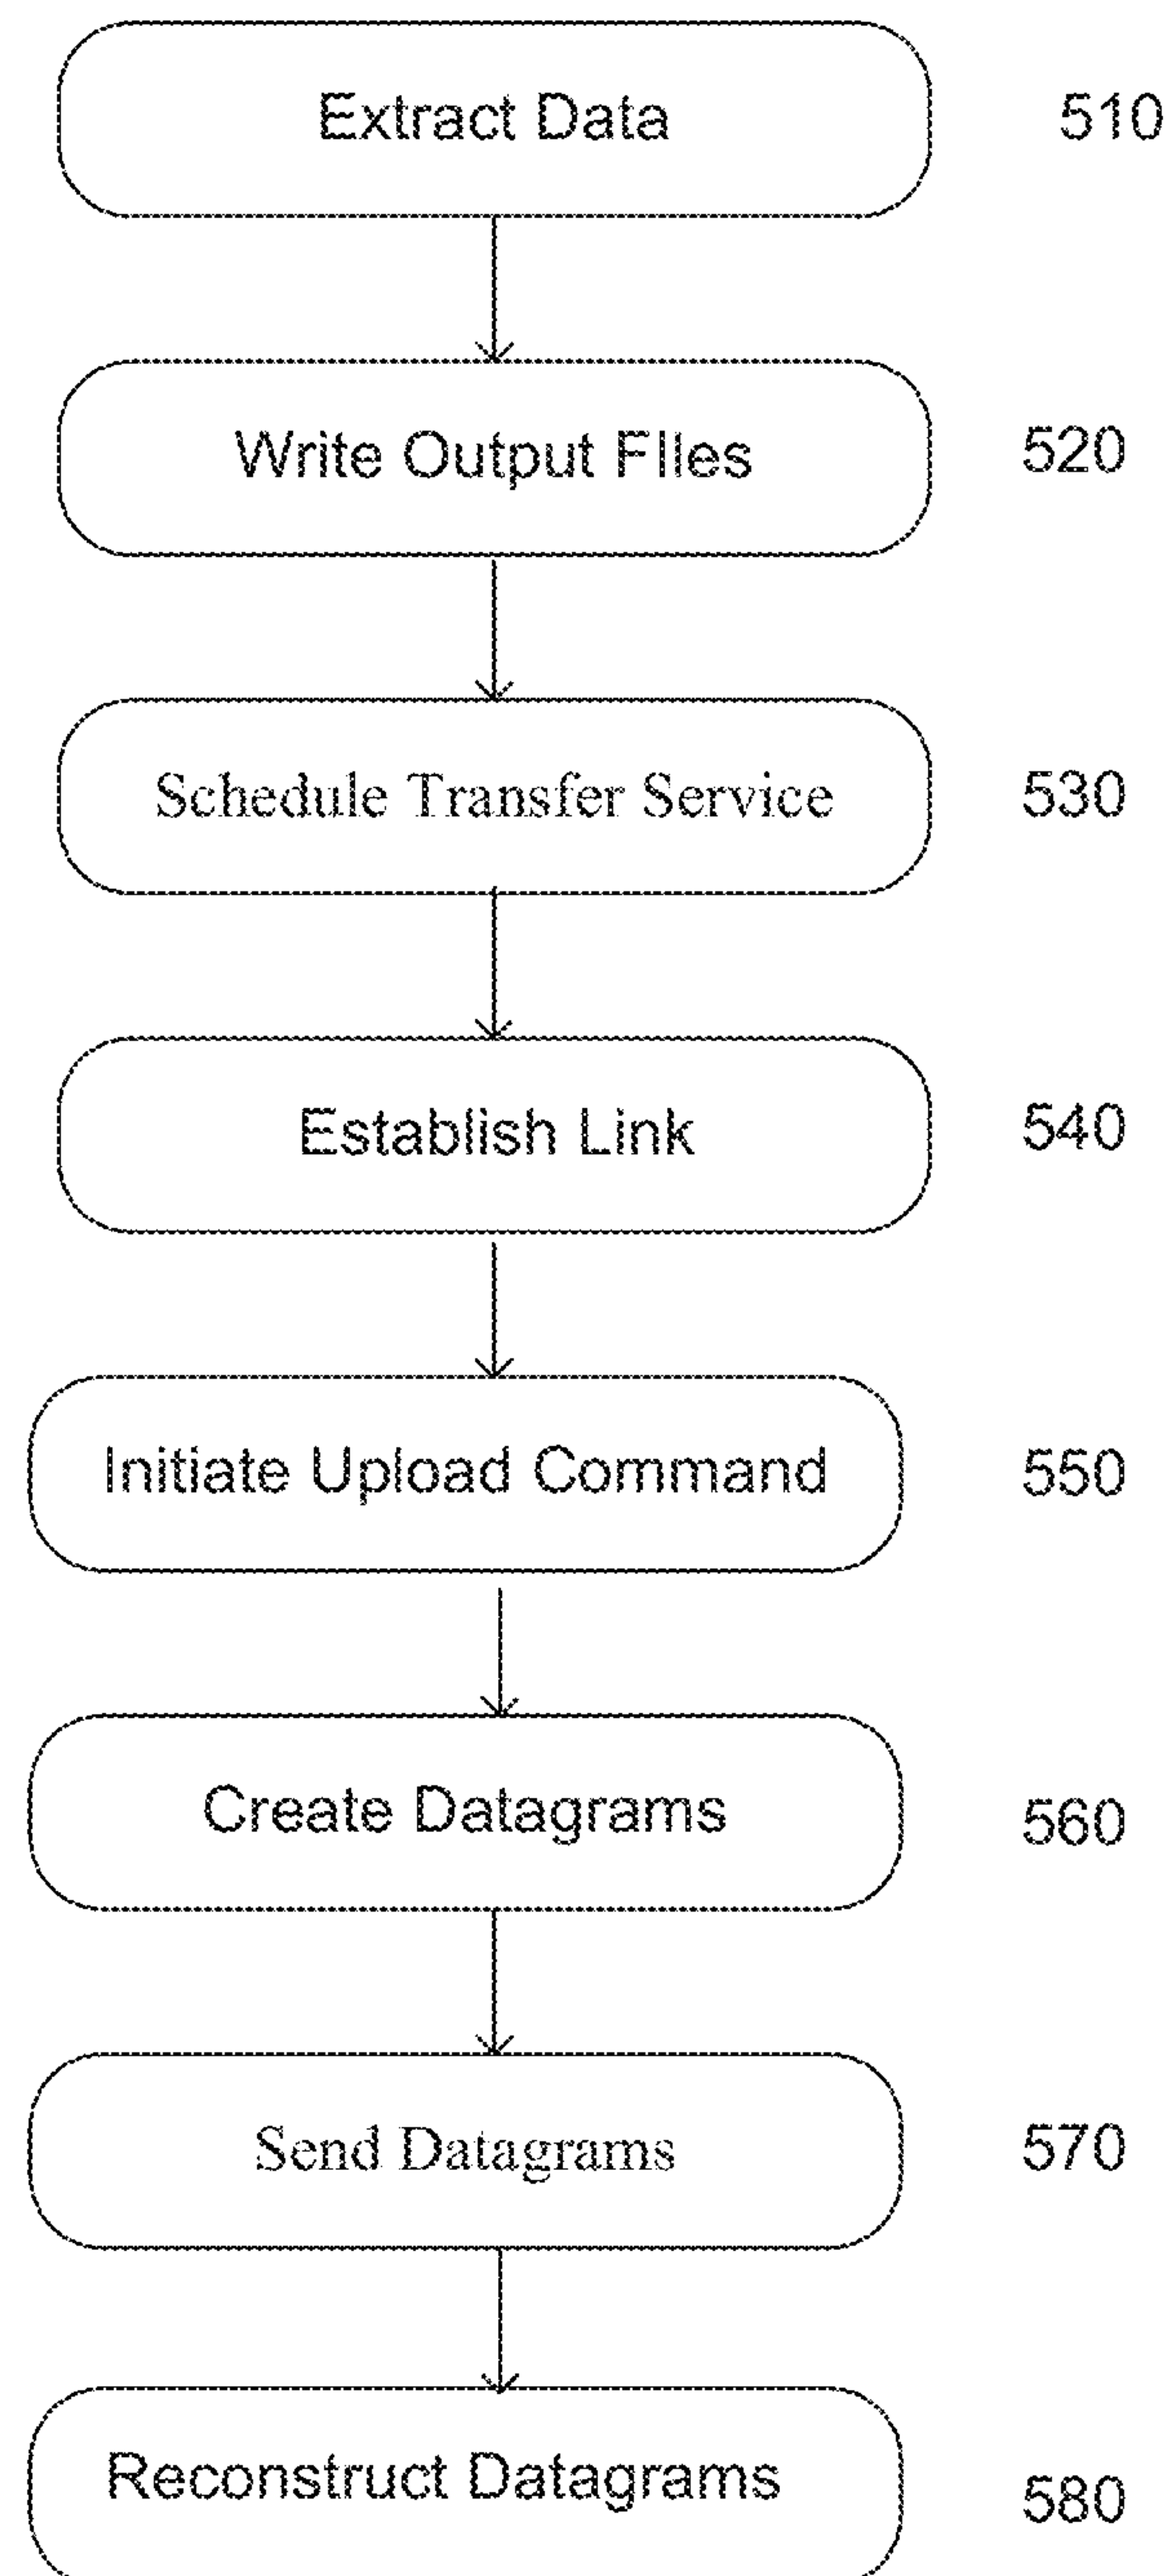 Extract Data 510
Write Output FIles 520
Schedule Transfer Service 530
Establish Link 540
Initiate Upload Command 550
Create Datagrams 560
Send Datagrams 570
Reconstruct Datagrams 580